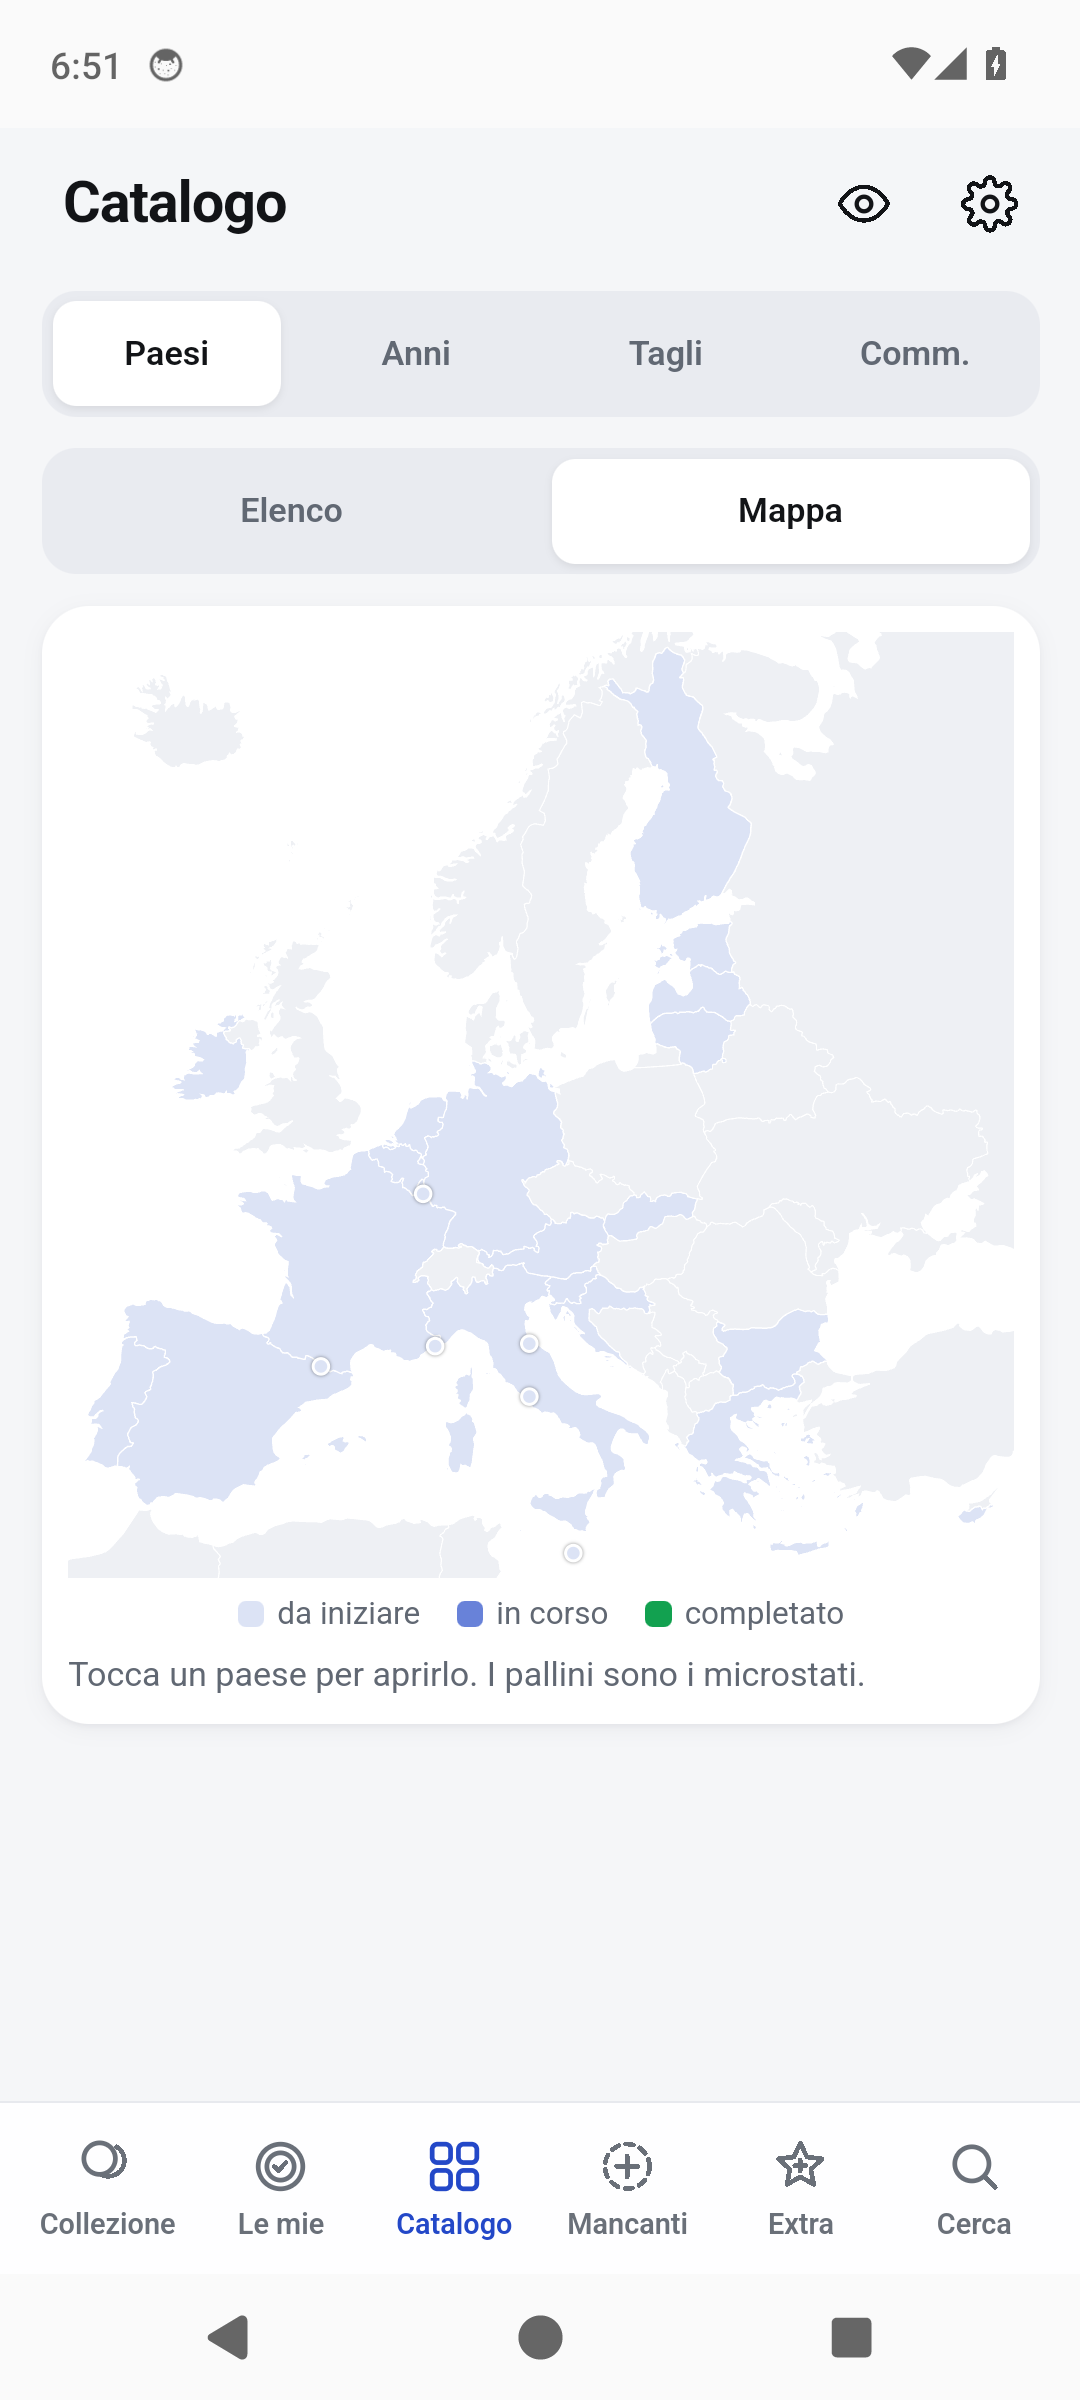 6:51
Catalogo
Paesi Anni Tagli Comm.
Elenco Mappa
da iniziare in corso completato
Tocca un paese per aprirlo. I pallini sono i microstati.
Collezione Le mie Catalogo Mancanti Extra Cerca